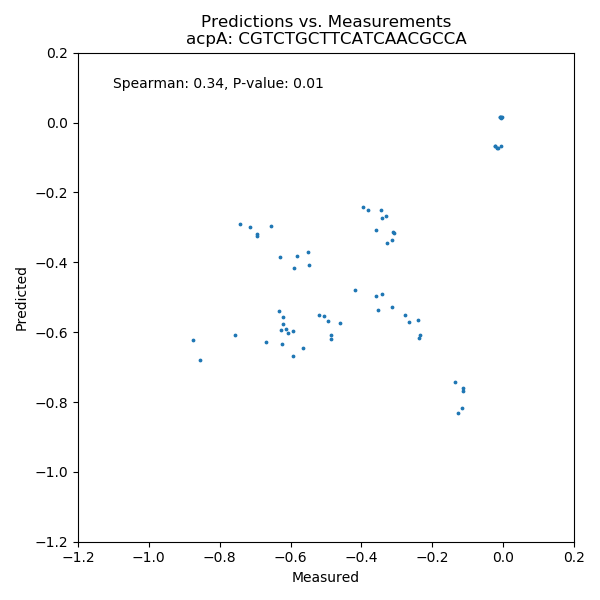 Predictions vs. Measurements
acpA: CGTCTGCTTCATCAACGCCA
Spearman: 0.34, P-value: 0.01
0.2
0.0
−0.2
−0.4
−0.6
−0.8
−1.0
−1.2
Predicted
−1.2 −1.0 −0.8 −0.6 −0.4 −0.2 0.0 0.2
Measured